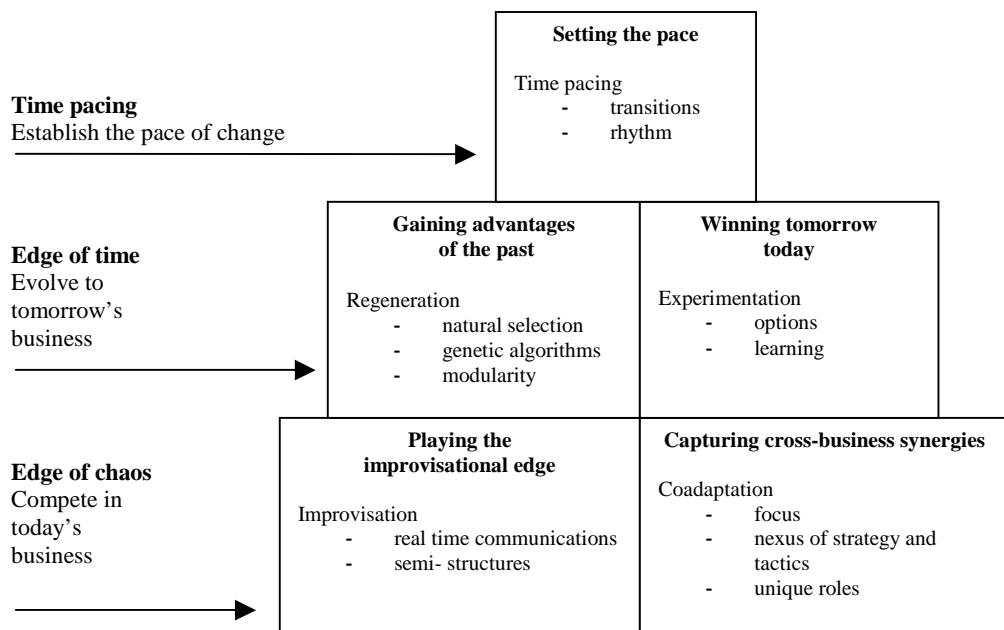 Setting the pace
Time pacing
- transitions
- rhythm
Time pacing
Establish the pace of change
Gaining advantages
of the past
Regeneration
- natural selection
- genetic algorithms
- modularity
Winning tomorrow
today
Experimentation
- options
- learning
Edge of time
Evolve to
tomorrow’s
business
Playing the
improvisational edge
Improvisation
- real time communications
- semi- structures
Capturing cross-business synergies
Coadaptation
- focus
- nexus of strategy and
tactics
- unique roles
Edge of chaos
Compete in
today’s
business